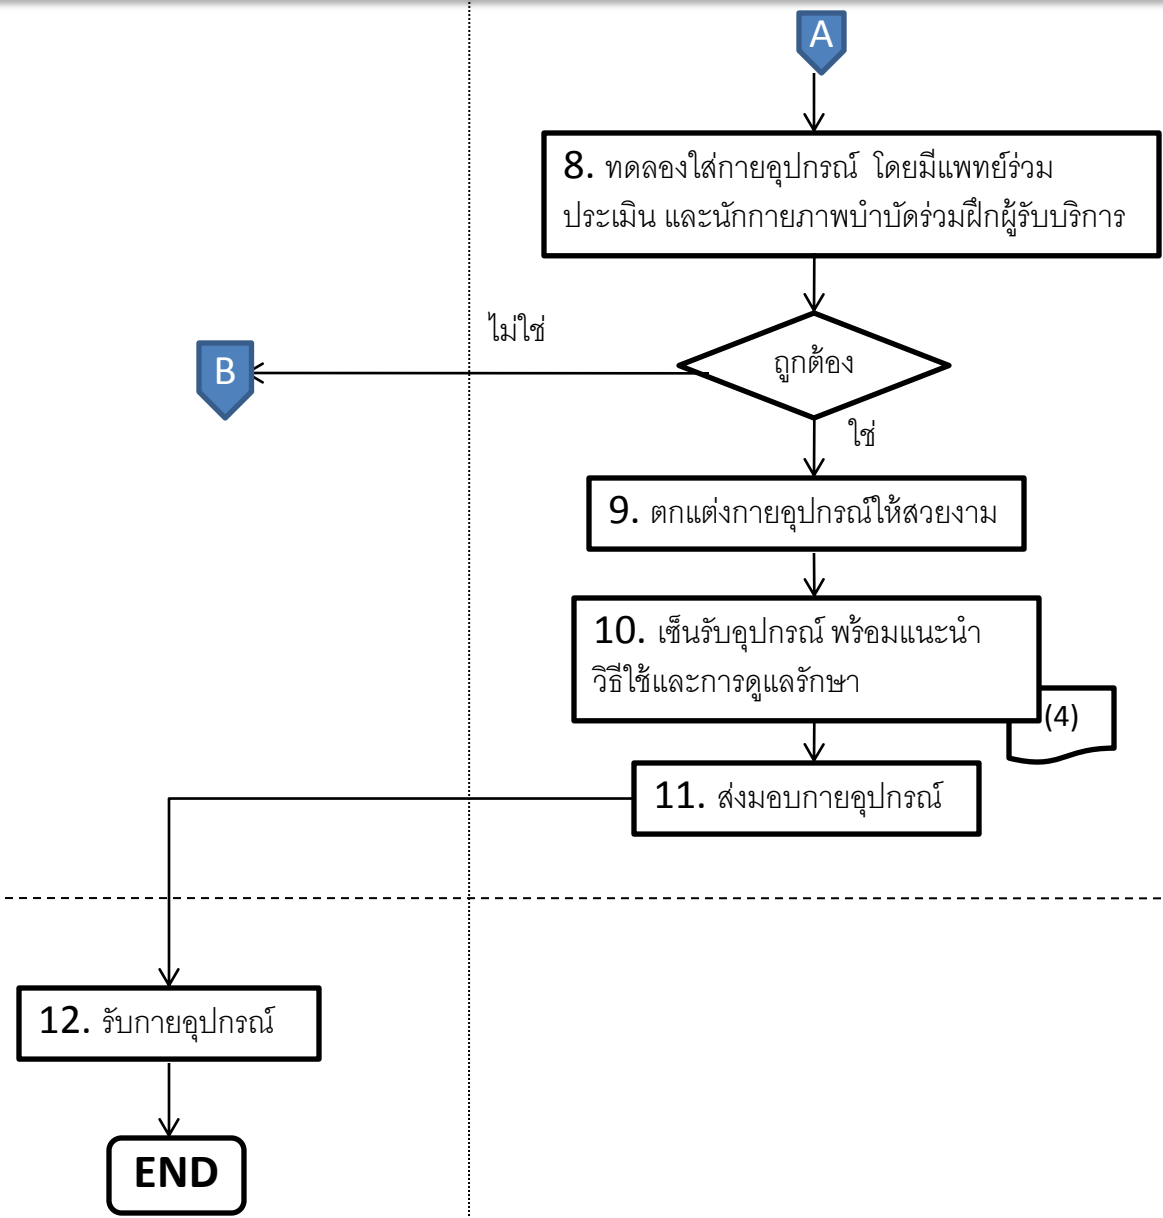 A
8. ทดลองใส่กายอุปกรณ์ โดยมีแพทย์ร่วม
ประเมิน และนักกายภาพบำบัดร่วมฝึกผู้รับบริการ
ไม่ใช่
B
ถูกต้อง
ใช่
9. ตกแต่งกายอุปกรณ์ให้สวยงาม
10. เซ็นรับอุปกรณ์ พร้อมแนะนำ
วิธีใช้และการดูแลรักษา
(4)
11. ส่งมอบกายอุปกรณ์
12. รับกายอุปกรณ์
END